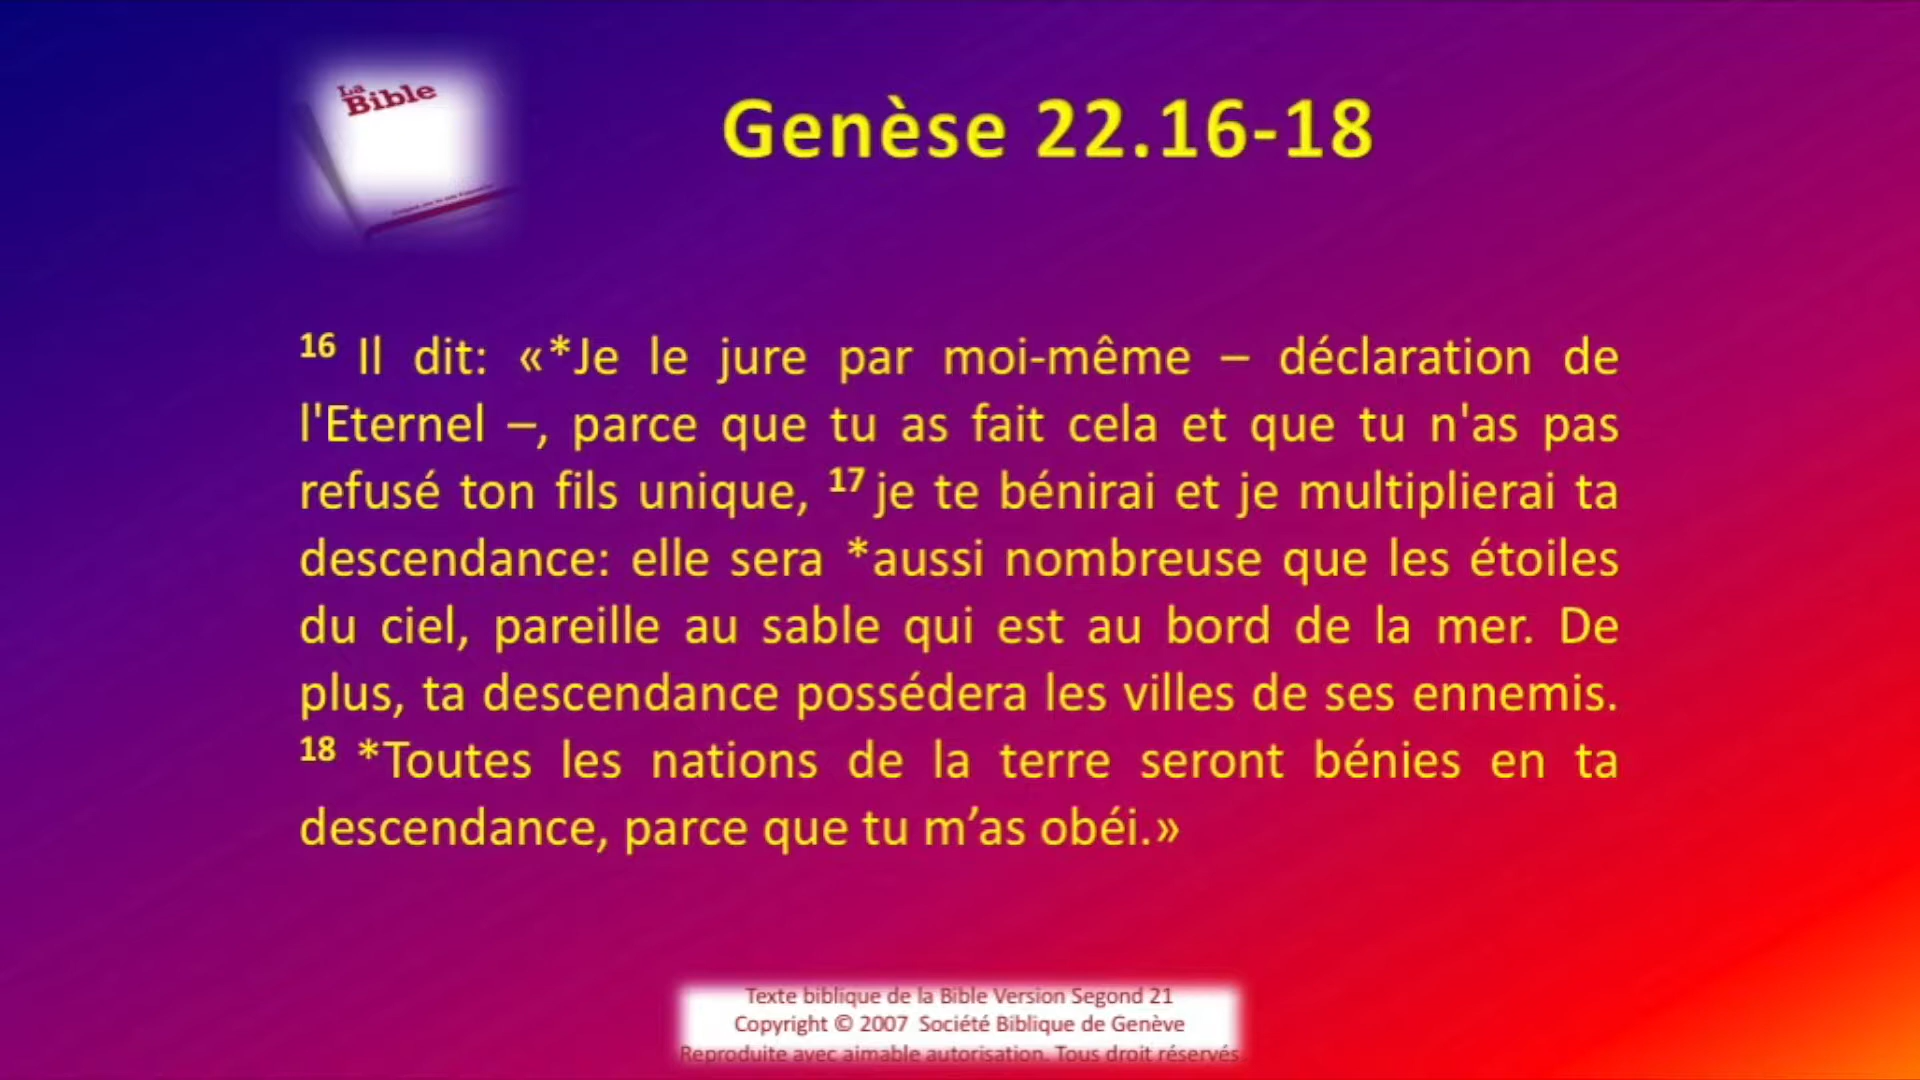 La
Bible
Genèse 22.16-18
16 Il dit: «*Je le jure par moi-même – déclaration de
l'Eternel –, parce que tu as fait cela et que tu n'as pas
refusé ton fils unique, 17 je te bénirai et je multiplierai ta
descendance: elle sera *aussi nombreuse que les étoiles
du ciel, pareille au sable qui est au bord de la mer. De
plus, ta descendance possédera les villes de ses ennemis.
18 *Toutes les nations de la terre seront bénies en ta
descendance, parce que tu m’as obéi.»
Texte biblique de la Bible Version Segond 21
Copyright © 2007 Société Biblique de Genève
Reproduite avec aimable autorisation. Tous droit réservés